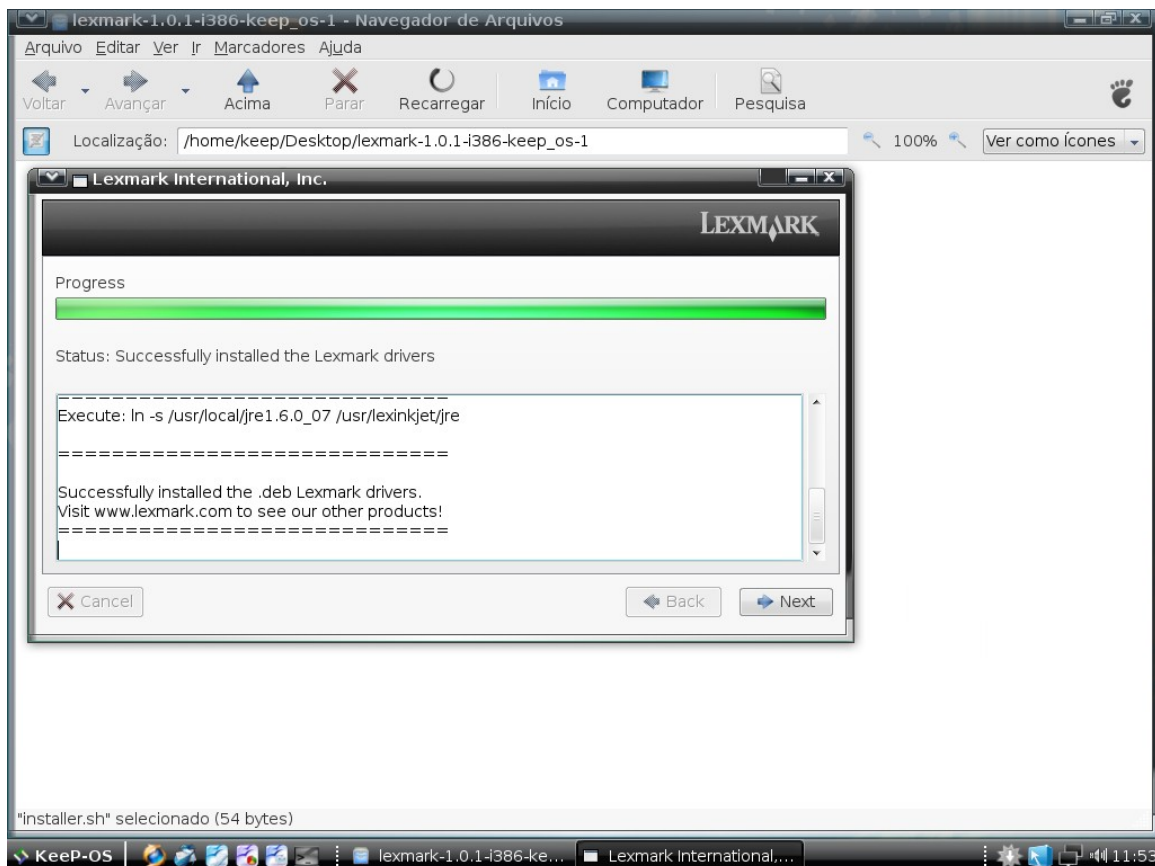 lexmark-1.0.1-i386-keep_os-1 - Navegador de Arquivos
Arquivo Editar Ver Ir Marcadores Ajuda
Voltar Avançar Acima Parar Recarregar Início Computador Pesquisa
Localização: /home/keep/Desktop/lexmark-1.0.1-i386-keep_os-1 100% Ver como Ícones
Lexmark International, Inc.
LEXMARK
Progress
Status: Successfully installed the Lexmark drivers
==============================
Execute: ln -s /usr/local/jre1.6.0_07 /usr/lexinkjet/jre
==============================
Successfully installed the .deb Lexmark drivers.
Visit www.lexmark.com to see our other products!
==============================
Cancel Back Next
"installer.sh" selecionado (54 bytes)
KeeP-OS lexmark-1.0.1-i386-ke... Lexmark International,... 11:53